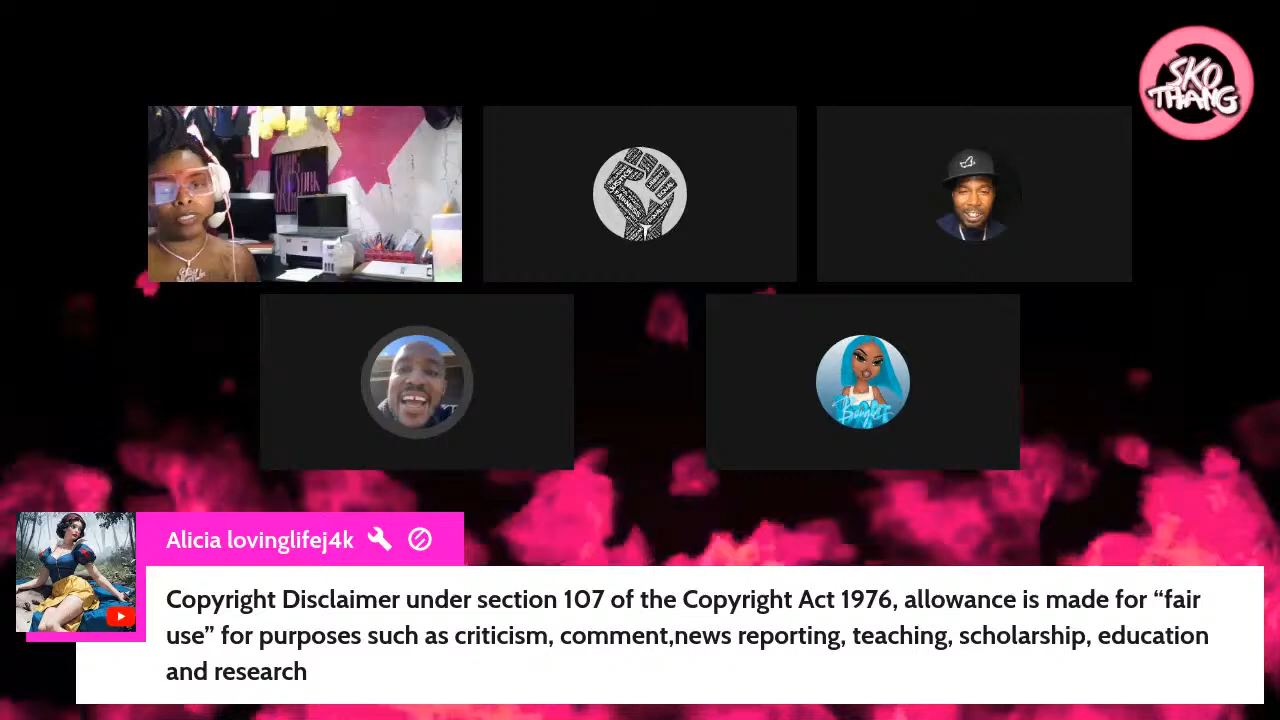 SKO
THANG
Alicia lovinglifej4k
Copyright Disclaimer under section 107 of the Copyright Act 1976, allowance is made for “fair
use” for purposes such as criticism, comment,news reporting, teaching, scholarship, education
and research